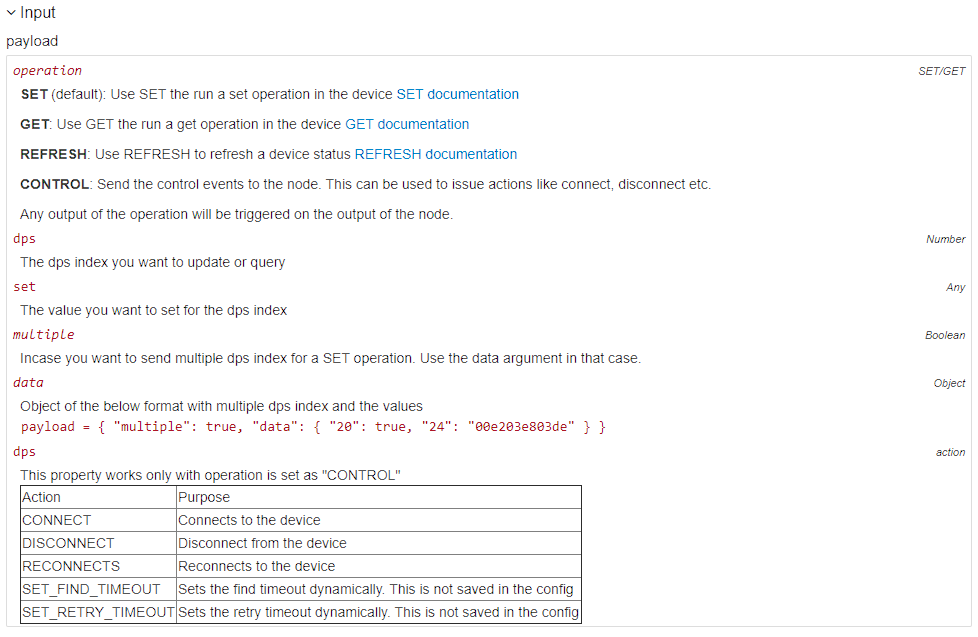 Input
payload
operation SET/GET
SET (default): Use SET the run a set operation in the device SET documentation
GET: Use GET the run a get operation in the device GET documentation
REFRESH: Use REFRESH to refresh a device status REFRESH documentation
CONTROL: Send the control events to the node. This can be used to issue actions like connect, disconnect etc.
Any output of the operation will be triggered on the output of the node.
dps Number
The dps index you want to update or query
set Any
The value you want to set for the dps index
multiple Boolean
Incase you want to send multiple dps index for a SET operation. Use the data argument in that case.
data Object
Object of the below format with multiple dps index and the values
payload = { "multiple": true, "data": { "20": true, "24": "00e203e803de" } }
dps action
This property works only with operation is set as "CONTROL"
Action Purpose
CONNECT Connects to the device
DISCONNECT Disconnect from the device
RECONNECTS Reconnects to the device
SET_FIND_TIMEOUT Sets the find timeout dynamically. This is not saved in the config
SET_RETRY_TIMEOUT Sets the retry timeout dynamically. This is not saved in the config